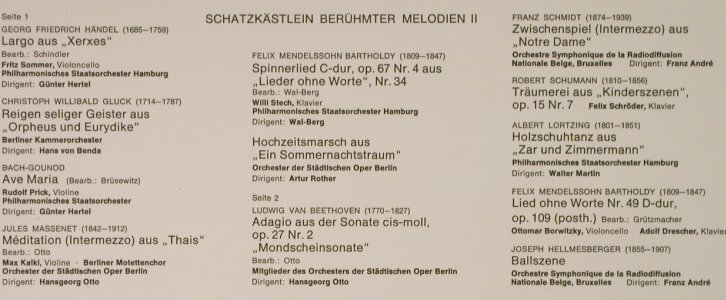 SCHATZKÄSTLEIN BERÜHMTER MELODIEN II
Seite 1
GEORG FRIEDRICH HÄNDEL (1685—1759)
Largo aus „Xerxes"
Bearb.: Schindler
Fritz Sommer, Violoncello
Philharmonisches Staatsorchester Hamburg
Dirigent: Günter Hertel
CHRISTOPH WILLIBALD GLUCK (1714—1787)
Reigen seliger Geister aus
„Orpheus und Eurydike"
Berliner Kammerorchester
Dirigent: Hans von Benda
BACH-GOUNOD
Ave Maria (Bearb.: Brüsewitz)
Rudolf Prick, Violine
Philharmonisches Staatsorchester
Dirigent: Günter Hertel
JULES MASSENET (1842—1912)
Méditation (Intermezzo) aus „Thais"
Bearb.: Otto
Max Kalki, Violine · Berliner Motettenchor
Orchester der Städtischen Oper Berlin
Dirigent: Hansgeorg Otto
FELIX MENDELSSOHN BARTHOLDY (1809—1847)
Spinnerlied C-dur, op. 67 Nr. 4 aus
„Lieder ohne Worte", Nr. 34
Bearb.: Wal-Berg
Willi Stech, Klavier
Philharmonisches Staatsorchester Hamburg
Dirigent: Wal-Berg
Hochzeitsmarsch aus
„Ein Sommernachtstraum"
Orchester der Städtischen Oper Berlin
Dirigent: Artur Rother
Seite 2
LUDWIG VAN BEETHOVEN (1770—1827)
Adagio aus der Sonate cis-moll,
op. 27 Nr. 2
„Mondscheinsonate"
Bearb.: Otto
Mitglieder des Orchesters der Städtischen Oper Berlin
Dirigent: Hansgeorg Otto
FRANZ SCHMIDT (1874—1939)
Zwischenspiel (Intermezzo) aus
„Notre Dame"
Orchestre Symphonique de la Radiodiffusion
Nationale Belge, Bruxelles Dirigent: Franz André
ROBERT SCHUMANN (1810—1856)
Träumerei aus „Kinderszenen",
op. 15 Nr. 7 Felix Schröder, Klavier
ALBERT LORTZING (1801—1851)
Holzschuhtanz aus
„Zar und Zimmermann"
Philharmonisches Staatsorchester Hamburg
Dirigent: Walter Martin
FELIX MENDELSSOHN BARTHOLDY (1809—1847)
Lied ohne Worte Nr. 49 D-dur,
op. 109 (posth.) Bearb.: Grützmacher
Ottomar Borwitzky, Violoncello Adolf Drescher, Klavier
JOSEPH HELLMESBERGER (1855—1907)
Ballszene
Orchestre Symphonique de la Radiodiffusion
Nationale Belge, Bruxelles. Dirigent: Franz André